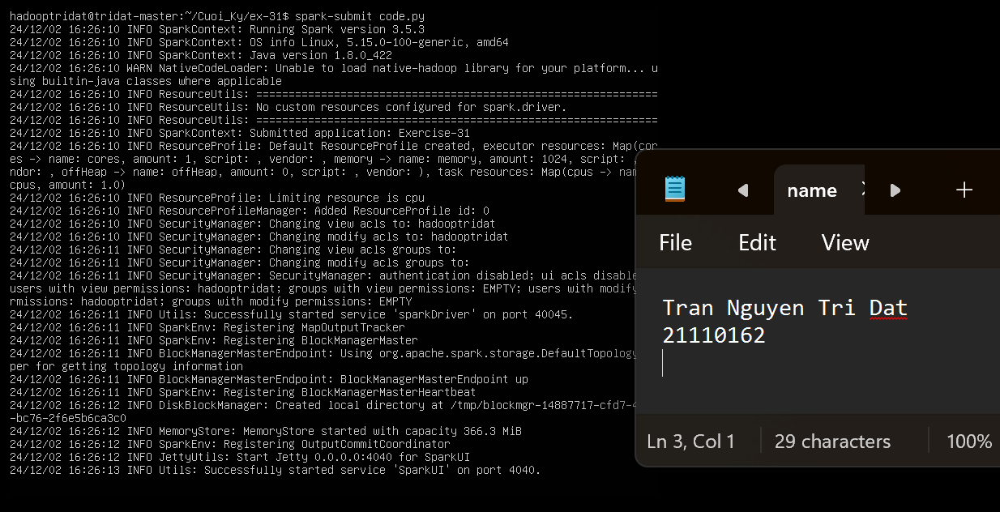 hadooptridat@tridat-master:~/Cuoi_Ky/ex-31$ spark-submit code.py
24/12/02 16:26:10 INFO SparkContext: Running Spark version 3.5.3
24/12/02 16:26:10 INFO SparkContext: OS info Linux, 5.15.0-100-generic, amd64
24/12/02 16:26:10 INFO SparkContext: Java version 1.8.0_422
24/12/02 16:26:10 WARN NativeCodeLoader: Unable to load native-hadoop library for your platform... u
sing builtin-java classes where applicable
24/12/02 16:26:10 INFO ResourceUtils: ==============================================================
24/12/02 16:26:10 INFO ResourceUtils: No custom resources configured for spark.driver.
24/12/02 16:26:10 INFO ResourceUtils: ==============================================================
24/12/02 16:26:10 INFO SparkContext: Submitted application: Exercise-31
24/12/02 16:26:10 INFO ResourceProfile: Default ResourceProfile created, executor resources: Map(cor
es -> name: cores, amount: 1, script: , vendor: , memory -> name: memory, amount: 1024, script: ,
ndor: , offHeap -> name: offHeap, amount: 0, script: , vendor: ), task resources: Map(cpus -> nam
cpus, amount: 1.0)
24/12/02 16:26:10 INFO ResourceProfile: Limiting resource is cpu
24/12/02 16:26:10 INFO ResourceProfileManager: Added ResourceProfile id: 0
24/12/02 16:26:10 INFO SecurityManager: Changing view acls to: hadooptridat
24/12/02 16:26:10 INFO SecurityManager: Changing modify acls to: hadooptridat
24/12/02 16:26:11 INFO SecurityManager: Changing view acls groups to:
24/12/02 16:26:11 INFO SecurityManager: Changing modify acls groups to:
24/12/02 16:26:11 INFO SecurityManager: SecurityManager: authentication disabled; ui acls disable
users with view permissions: hadooptridat; groups with view permissions: EMPTY; users with modify
rmissions: hadooptridat; groups with modify permissions: EMPTY
24/12/02 16:26:11 INFO Utils: Successfully started service 'sparkDriver' on port 40045.
24/12/02 16:26:11 INFO SparkEnv: Registering MapOutputTracker
24/12/02 16:26:11 INFO SparkEnv: Registering BlockManagerMaster
24/12/02 16:26:11 INFO BlockManagerMasterEndpoint: Using org.apache.spark.storage.DefaultTopology
per for getting topology information
24/12/02 16:26:11 INFO BlockManagerMasterEndpoint: BlockManagerMasterEndpoint up
24/12/02 16:26:11 INFO SparkEnv: Registering BlockManagerMasterHeartbeat
24/12/02 16:26:12 INFO DiskBlockManager: Created local directory at /tmp/blockmgr-14887717-cfd7-4
-bc76-2f6e5b6ca3c0
24/12/02 16:26:12 INFO MemoryStore: MemoryStore started with capacity 366.3 MiB
24/12/02 16:26:12 INFO SparkEnv: Registering OutputCommitCoordinator
24/12/02 16:26:12 INFO JettyUtils: Start Jetty 0.0.0.0:4040 for SparkUI
24/12/02 16:26:13 INFO Utils: Successfully started service 'SparkUI' on port 4040.
name
File Edit View
Tran Nguyen Tri Dat
21110162
Ln 3, Col 1 29 characters 100%